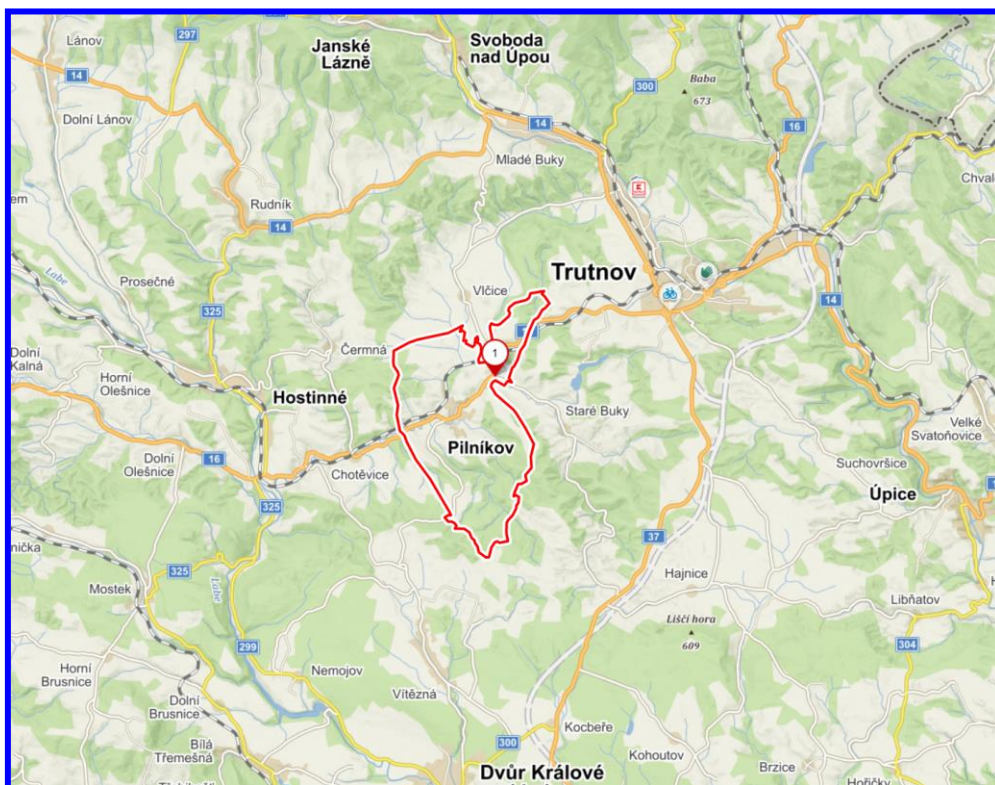 Lánov
297
Janské
Lázně
Svoboda
nad Úpou
300
Baba
673
14
16
Dolní Lánov
14
Mladé Buky
Chval
em
Rudník
14
K
Labe
Prosečné
Trutnov
Vlčice
14
325
Dolní
Kalná
Čermná
1
Horní
Olešnice
Hostinné
Staré Buky
Velké
Svatoňovice
Pilníkov
Dolní
Olešnice
16
Chotěvice
Suchovršice
325
Úpice
37
nička
325
Mostek
Labe
Hajnice
Libňatov
Liščí hora
609
299
304
Horní
Brusnice
Nemojov
Vítězná
Dolní
Brusnice
Kocbeře
Bílá
Třemešná
300
Kohoutov
Brzice
Dvůr Králové
Hořičky